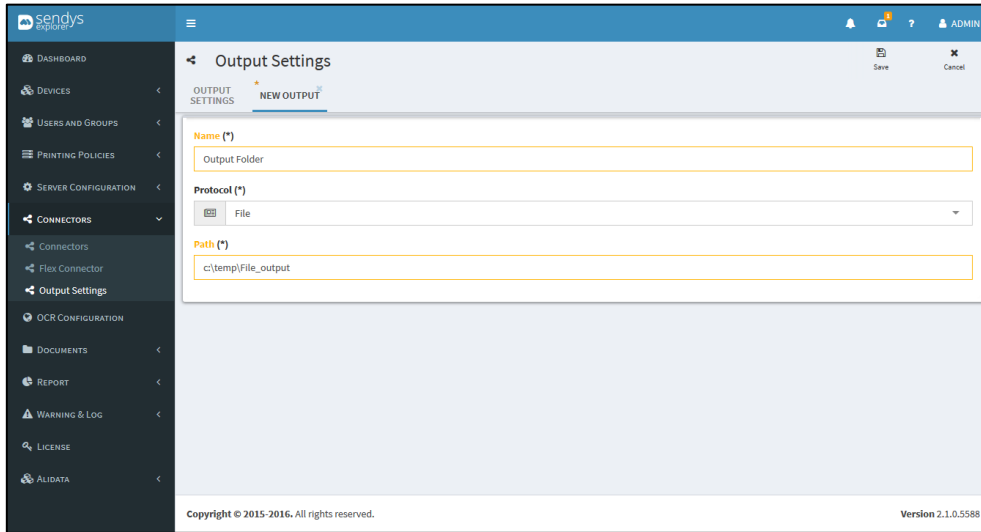 sendys
explorer
ADMIN
DASHBOARD
DEVICES
USERS AND GROUPS
PRINTING POLICIES
SERVER CONFIGURATION
CONNECTORS
Connectors
Flex Connector
Output Settings
OCR CONFIGURATION
DOCUMENTS
REPORT
WARNING & LOG
LICENSE
ALIDATA
Output Settings
Save
Cancel
OUTPUT
SETTINGS
* NEW OUTPUT
Name (*)
Output Folder
Protocol (*)
File
Path (*)
c:\temp\File_output
Copyright © 2015-2016. All rights reserved.
Version 2.1.0.5588